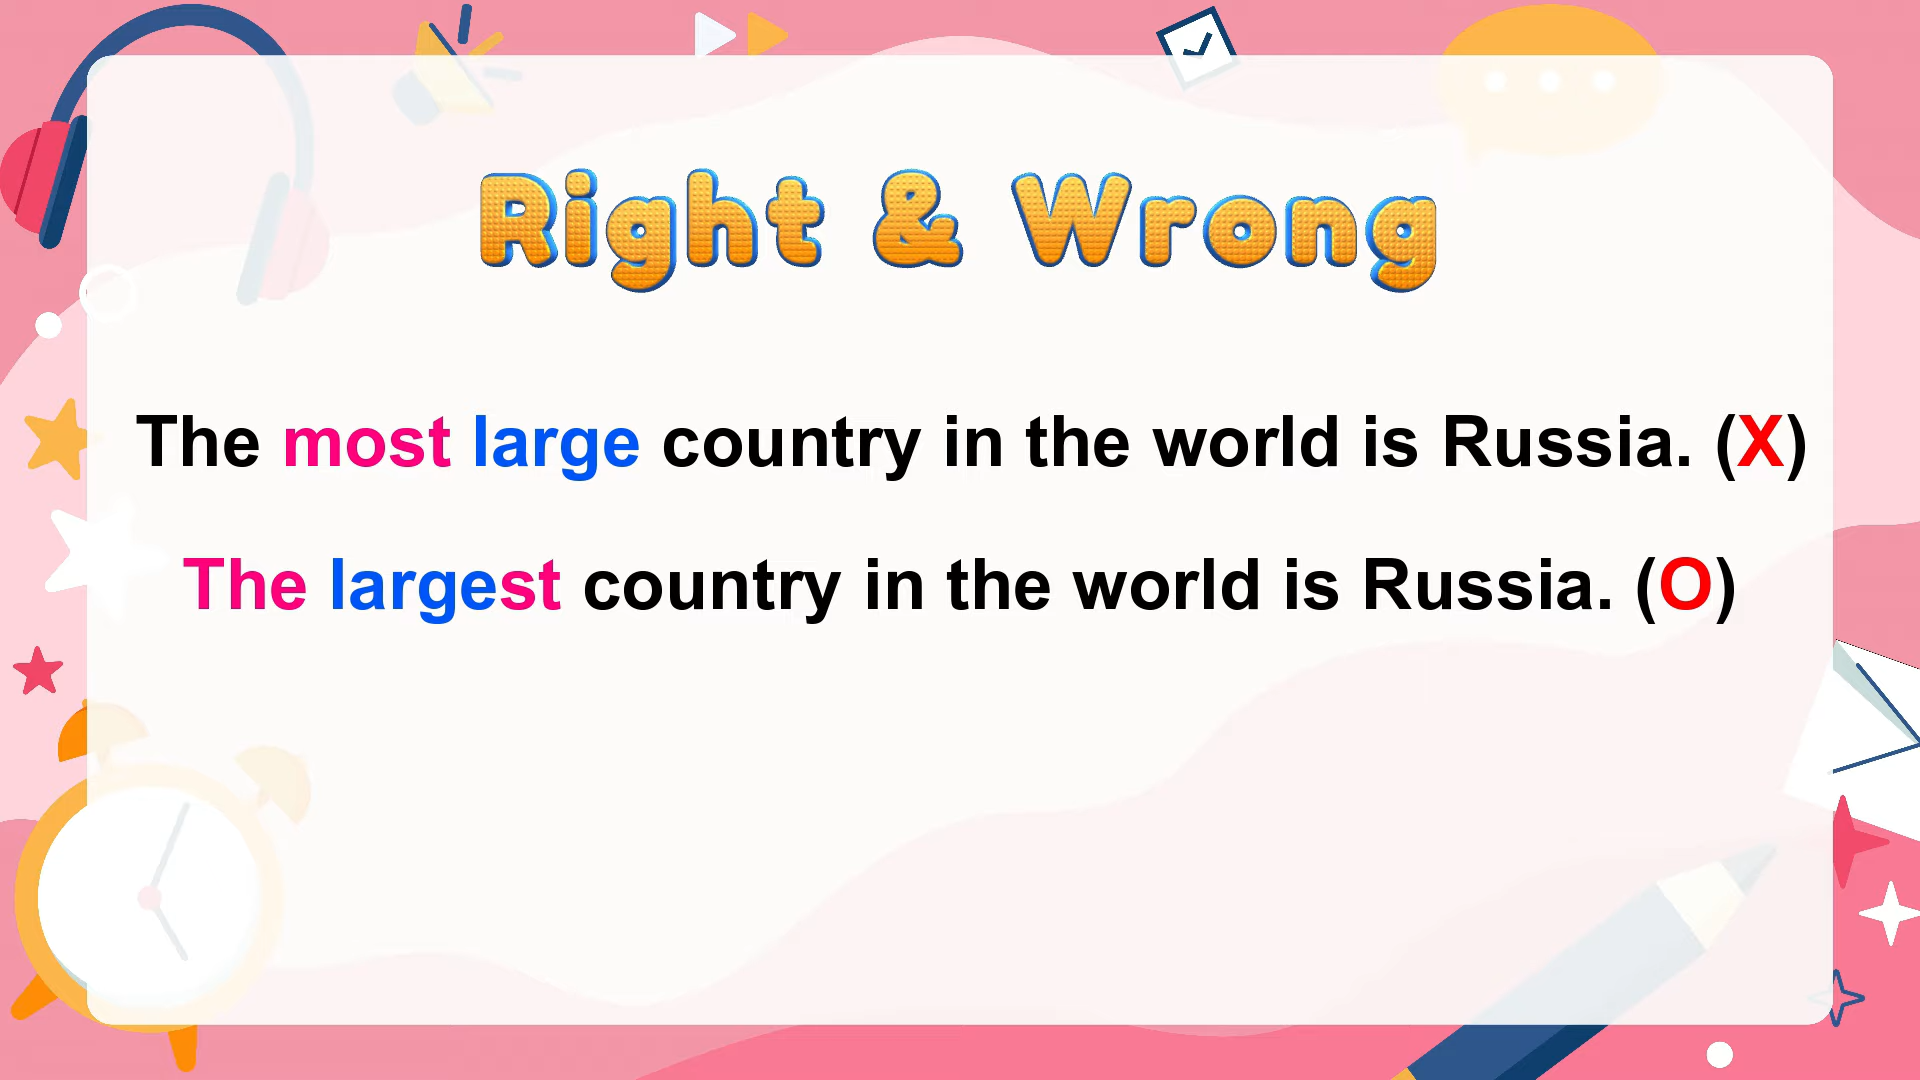 Right & Wrong
The most large country in the world is Russia. (X)
The largest country in the world is Russia. (O)